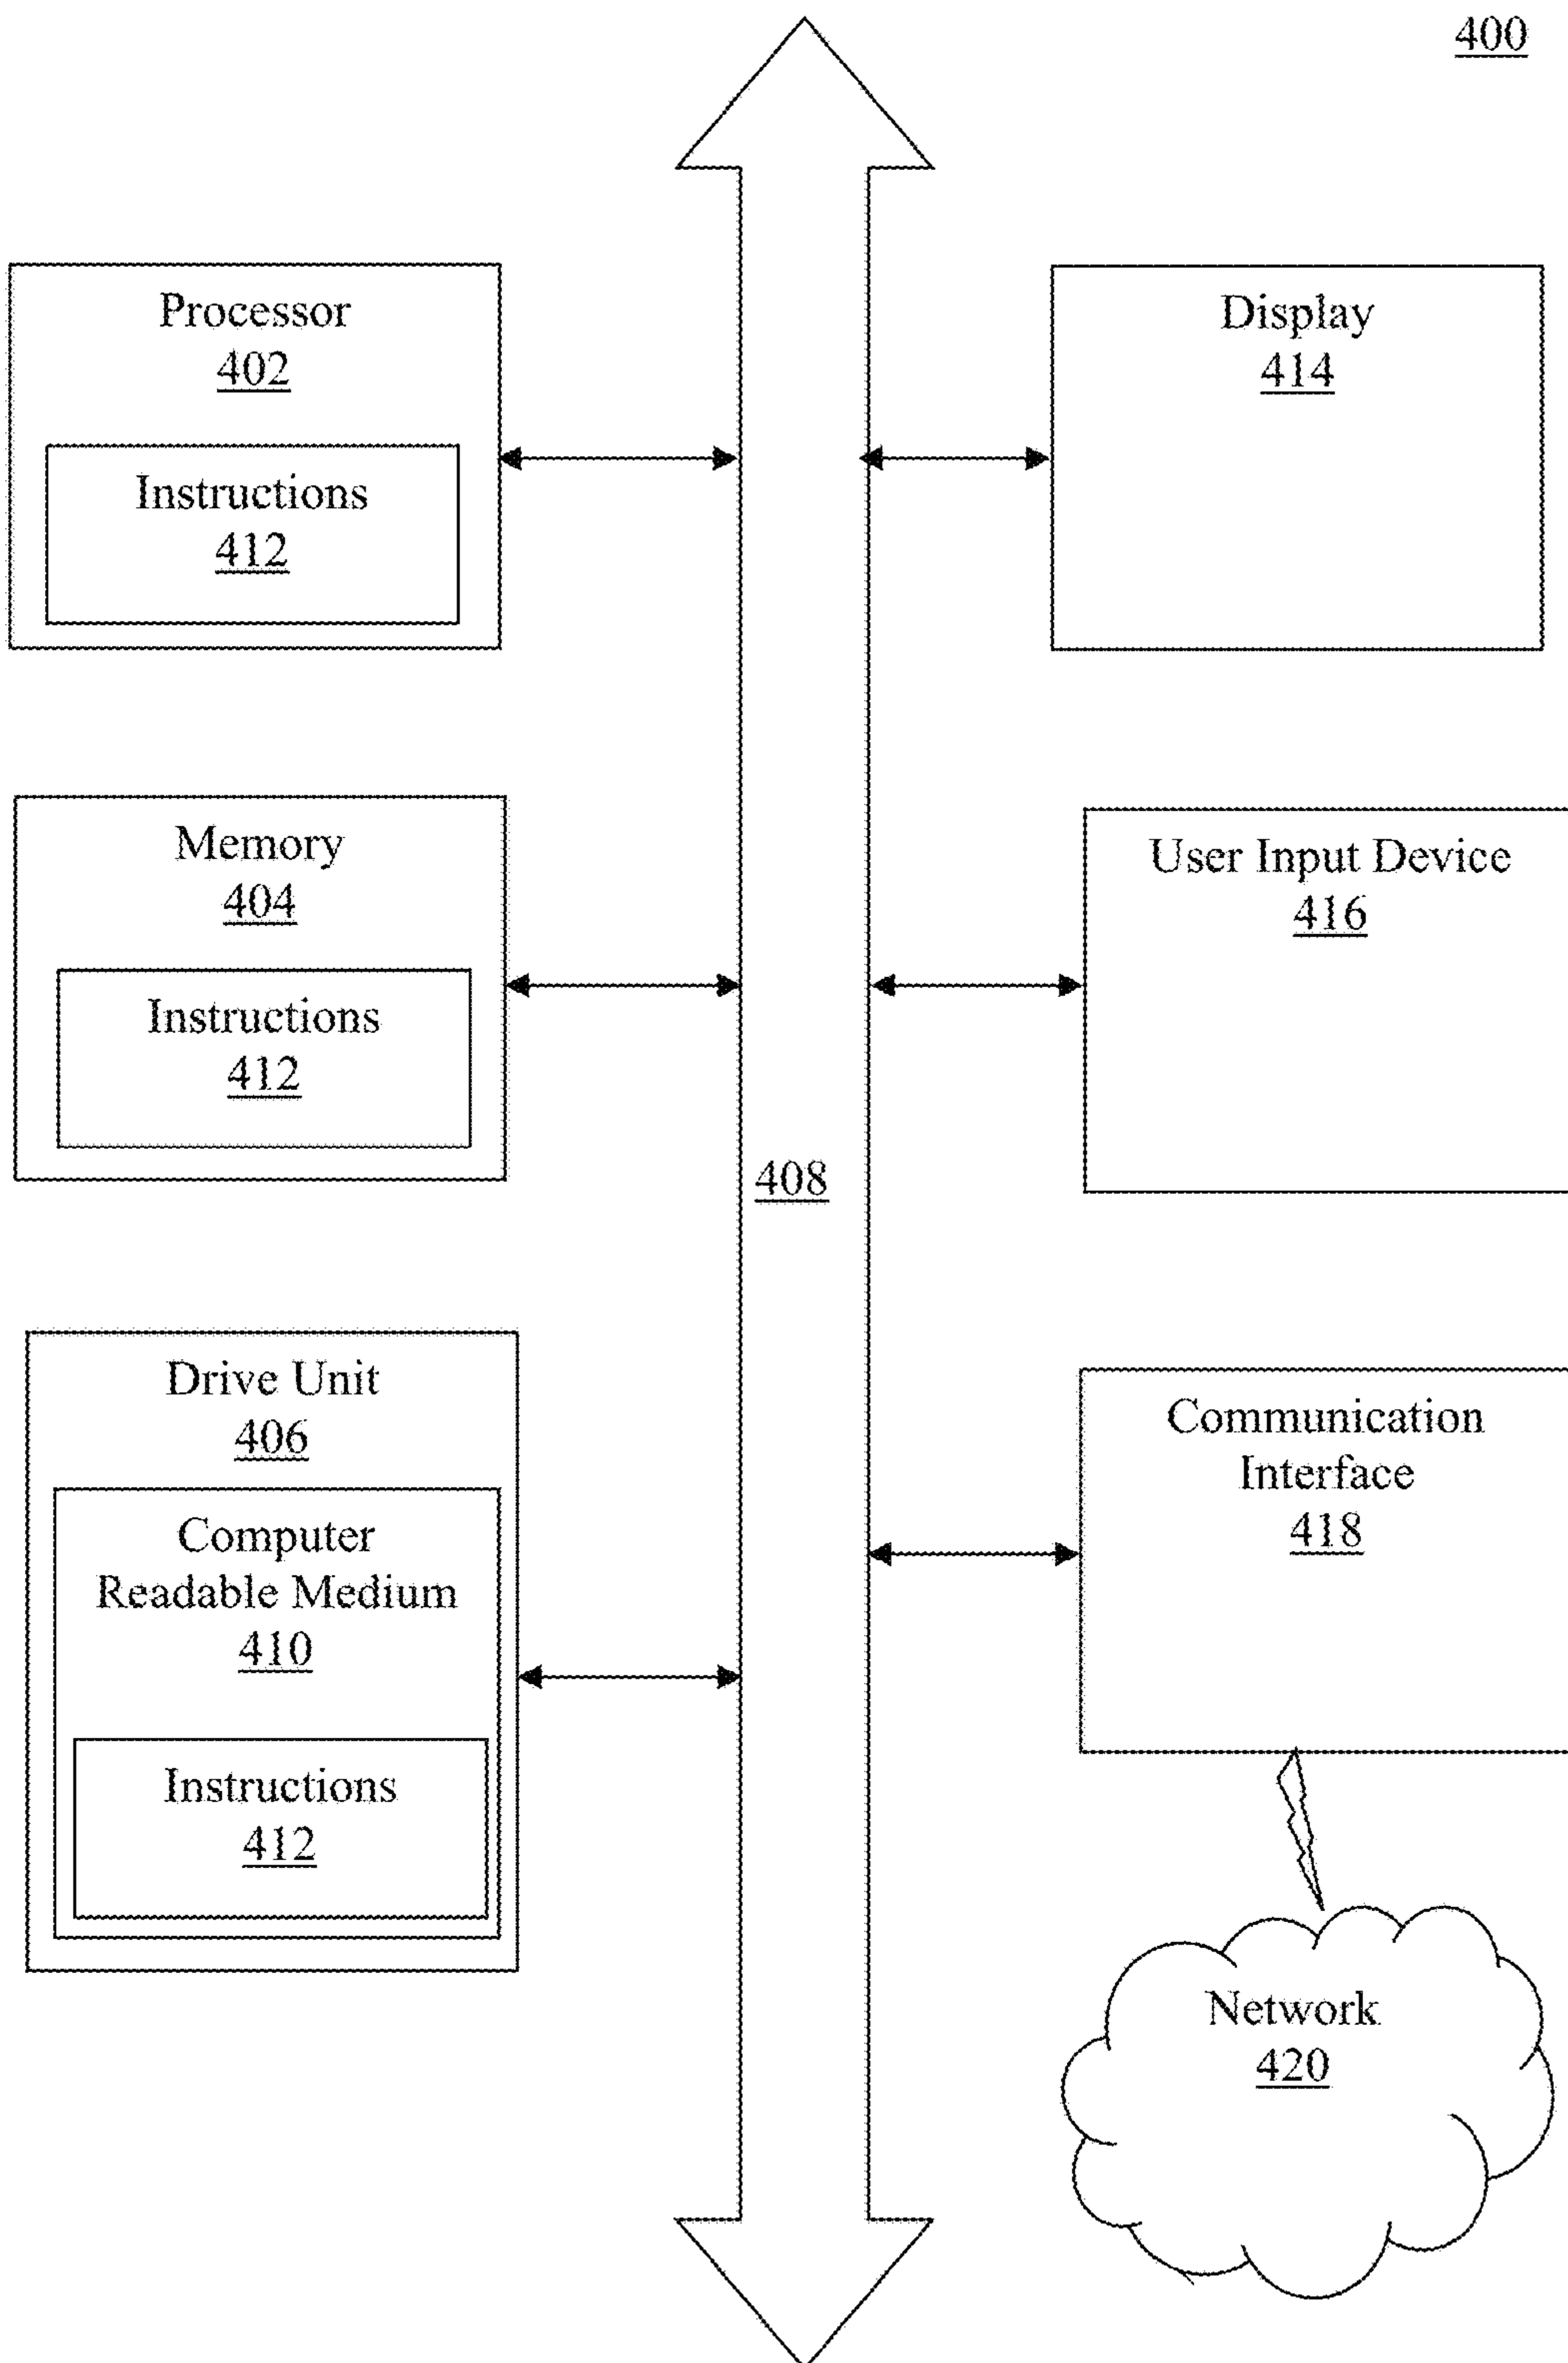 400
Processor
402
Instructions
412
Display
414
Memory
404
Instructions
412
User Input Device
416
408
Drive Unit
406
Computer
Readable Medium
410
Instructions
412
Communication
Interface
418
Network
420